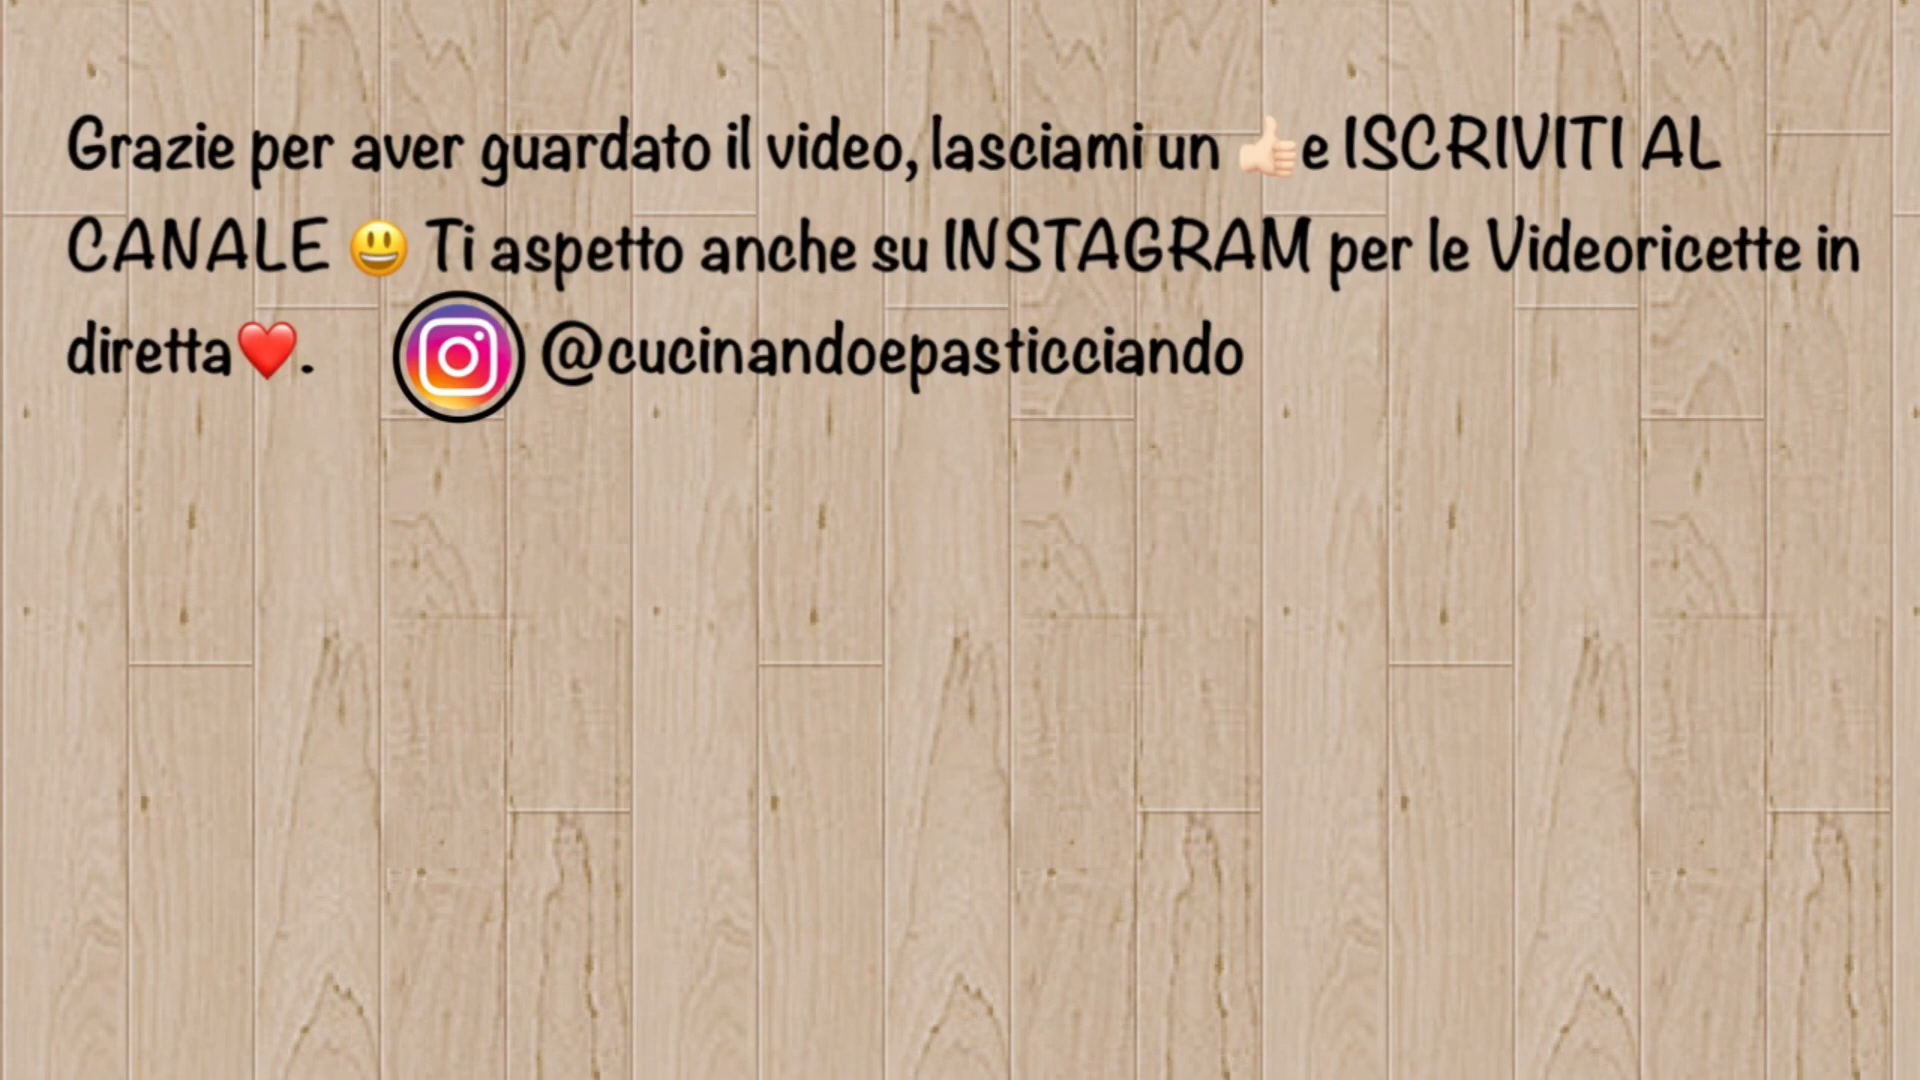 Grazie per aver guardato il video, lasciami un 👍🏻e ISCRIVITI AL
CANALE 😃 Ti aspetto anche su INSTAGRAM per le Videoricette in
diretta❤️. @cucinandoepasticciando